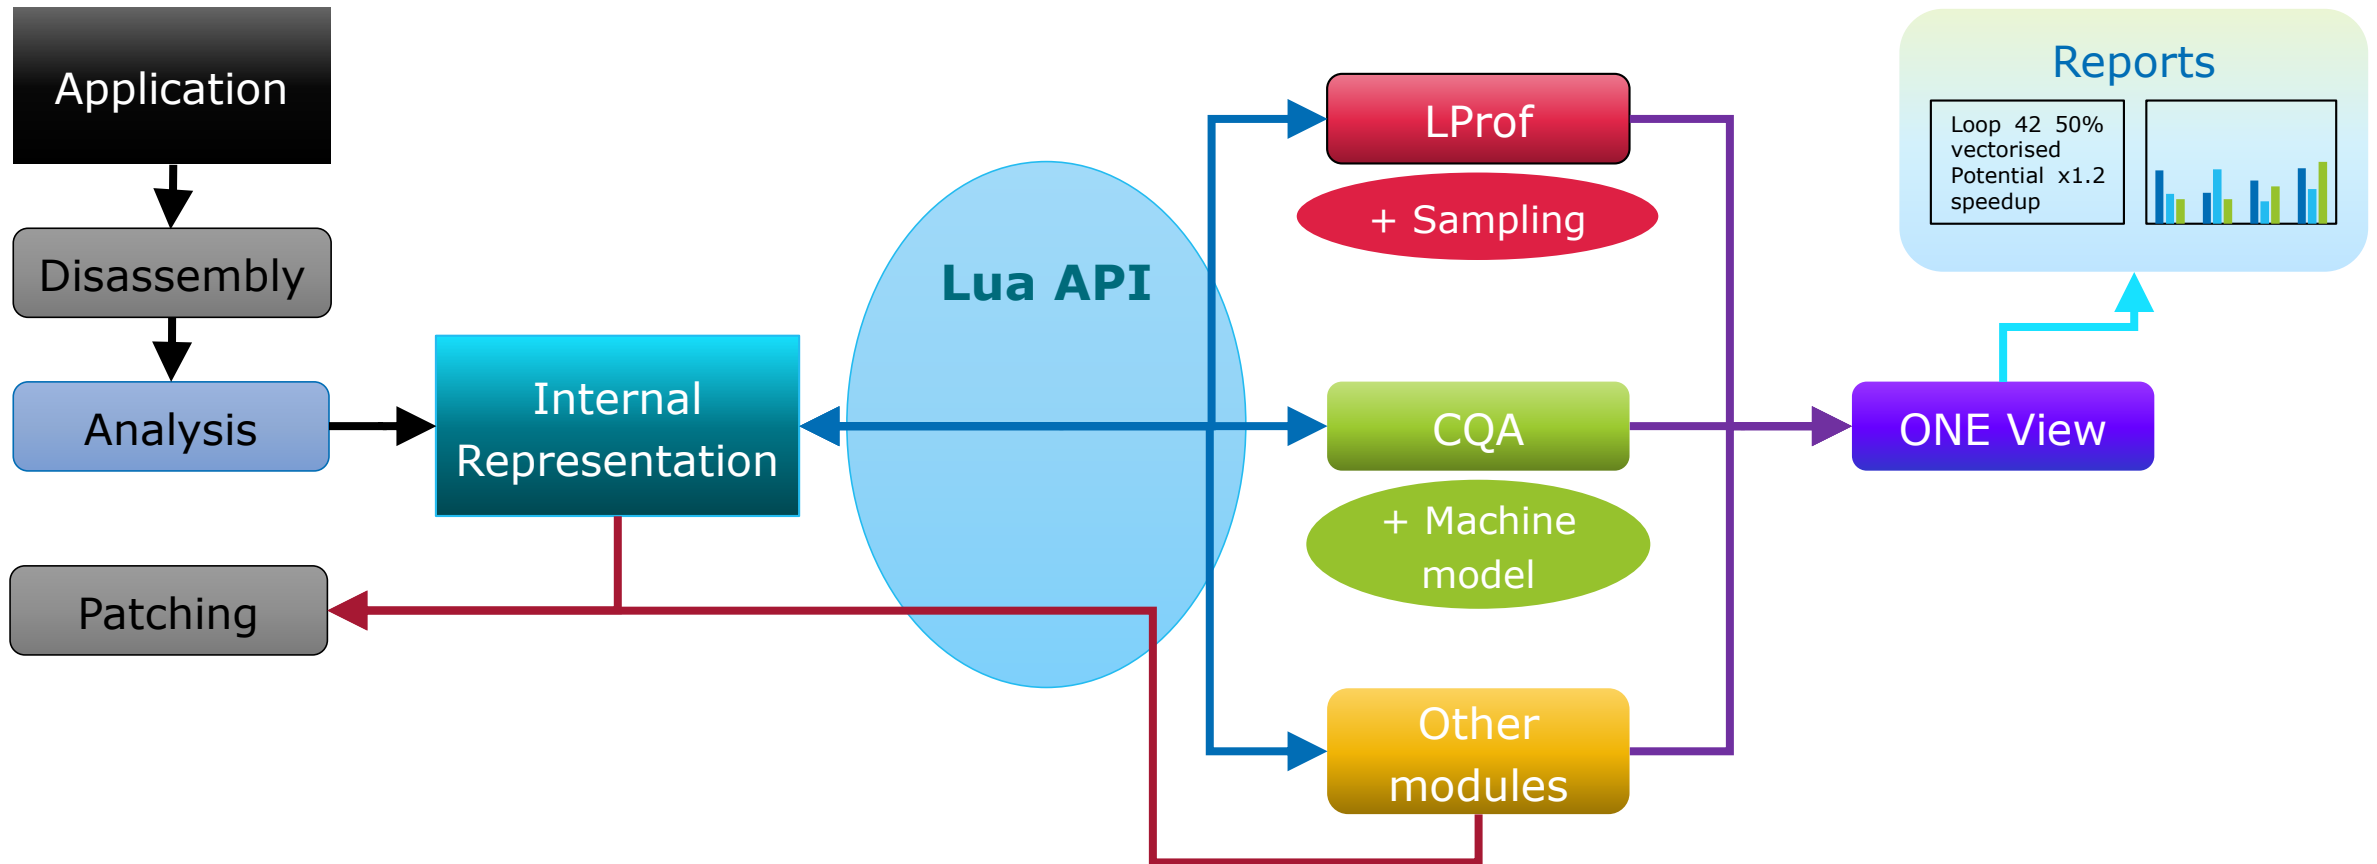 Application
Disassembly
Analysis
Patching
Internal
Representation
Lua API
LProf
+ Sampling
CQA
+ Machine
model
Other
modules
ONE View
Reports
Loop 42 50%
vectorised
Potential x1.2
speedup